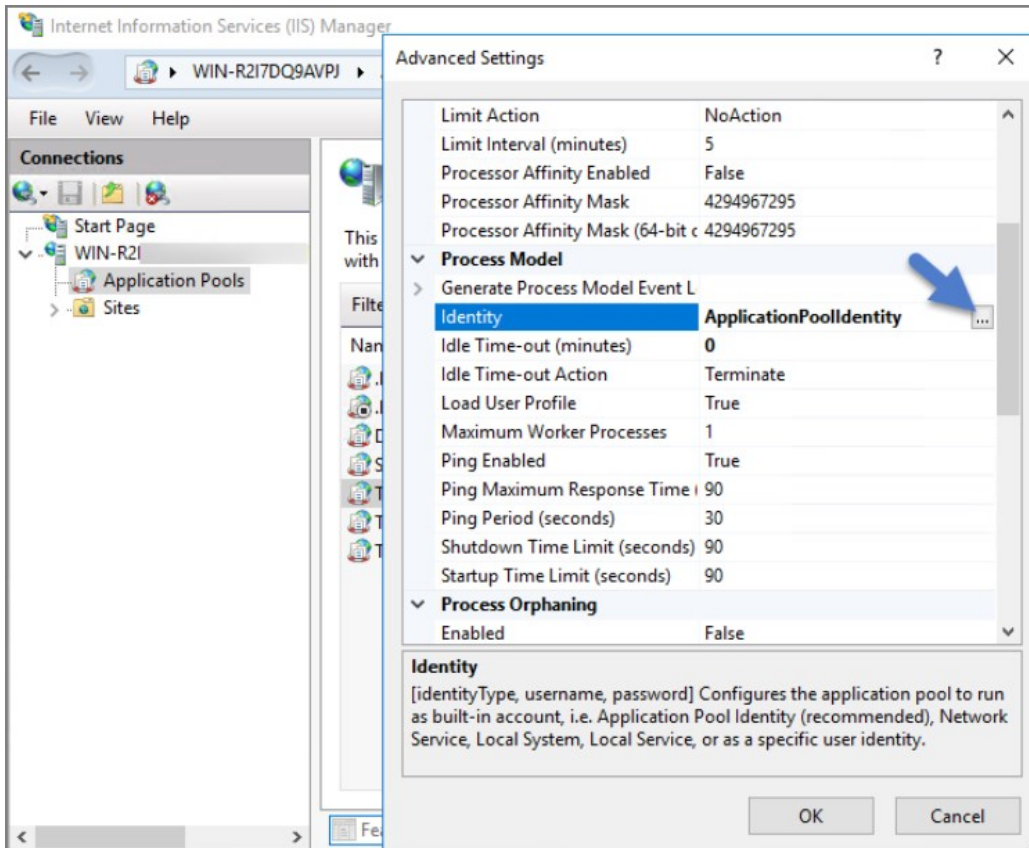 Internet Information Services (IIS) Manager
WIN-R2I7DQ9AVPJ
File View Help
Connections
Start Page
WIN-R2I
Application Pools
Sites
This
with
Filte
Nan
Fea
Advanced Settings ? ×
Limit Action NoAction
Limit Interval (minutes) 5
Processor Affinity Enabled False
Processor Affinity Mask 4294967295
Processor Affinity Mask (64-bit c 4294967295
Process Model
Generate Process Model Event L
Identity ApplicationPoolIdentity ...
Idle Time-out (minutes) 0
Idle Time-out Action Terminate
Load User Profile True
Maximum Worker Processes 1
Ping Enabled True
Ping Maximum Response Time ( 90
Ping Period (seconds) 30
Shutdown Time Limit (seconds) 90
Startup Time Limit (seconds) 90
Process Orphaning
Enabled False
Identity
[identityType, username, password] Configures the application pool to run
as built-in account, i.e. Application Pool Identity (recommended), Network
Service, Local System, Local Service, or as a specific user identity.
OK Cancel